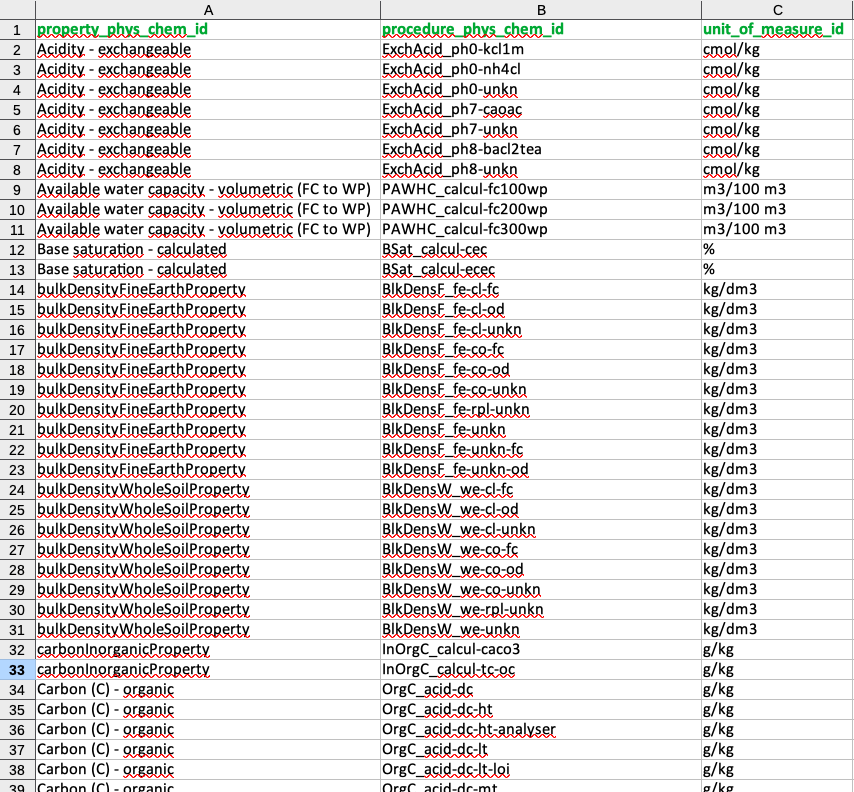 A B C
1 property_phys_chem_id procedure_phys_chem_id unit_of_measure_id
2 Acidity - exchangeable ExchAcid_ph0-kcl1m cmol/kg
3 Acidity - exchangeable ExchAcid_ph0-nh4cl cmol/kg
4 Acidity - exchangeable ExchAcid_ph0-unkn cmol/kg
5 Acidity - exchangeable ExchAcid_ph7-caoac cmol/kg
6 Acidity - exchangeable ExchAcid_ph7-unkn cmol/kg
7 Acidity - exchangeable ExchAcid_ph8-bacl2tea cmol/kg
8 Acidity - exchangeable ExchAcid_ph8-unkn cmol/kg
9 Available water capacity - volumetric (FC to WP) PAWHC_calcul-fc100wp m3/100 m3
10 Available water capacity - volumetric (FC to WP) PAWHC_calcul-fc200wp m3/100 m3
11 Available water capacity - volumetric (FC to WP) PAWHC_calcul-fc300wp m3/100 m3
12 Base saturation - calculated BSat_calcul-cec %
13 Base saturation - calculated BSat_calcul-ecec %
14 bulkDensityFineEarthProperty BlkDensF_fe-cl-fc kg/dm3
15 bulkDensityFineEarthProperty BlkDensF_fe-cl-od kg/dm3
16 bulkDensityFineEarthProperty BlkDensF_fe-cl-unkn kg/dm3
17 bulkDensityFineEarthProperty BlkDensF_fe-co-fc kg/dm3
18 bulkDensityFineEarthProperty BlkDensF_fe-co-od kg/dm3
19 bulkDensityFineEarthProperty BlkDensF_fe-co-unkn kg/dm3
20 bulkDensityFineEarthProperty BlkDensF_fe-rpl-unkn kg/dm3
21 bulkDensityFineEarthProperty BlkDensF_fe-unkn kg/dm3
22 bulkDensityFineEarthProperty BlkDensF_fe-unkn-fc kg/dm3
23 bulkDensityFineEarthProperty BlkDensF_fe-unkn-od kg/dm3
24 bulkDensityWholeSoilProperty BlkDensW_we-cl-fc kg/dm3
25 bulkDensityWholeSoilProperty BlkDensW_we-cl-od kg/dm3
26 bulkDensityWholeSoilProperty BlkDensW_we-cl-unkn kg/dm3
27 bulkDensityWholeSoilProperty BlkDensW_we-co-fc kg/dm3
28 bulkDensityWholeSoilProperty BlkDensW_we-co-od kg/dm3
29 bulkDensityWholeSoilProperty BlkDensW_we-co-unkn kg/dm3
30 bulkDensityWholeSoilProperty BlkDensW_we-rpl-unkn kg/dm3
31 bulkDensityWholeSoilProperty BlkDensW_we-unkn kg/dm3
32 carbonInorganicProperty InOrgC_calcul-caco3 g/kg
33 carbonInorganicProperty InOrgC_calcul-tc-oc g/kg
34 Carbon (C) - organic OrgC_acid-dc g/kg
35 Carbon (C) - organic OrgC_acid-dc-ht g/kg
36 Carbon (C) - organic OrgC_acid-dc-ht-analyser g/kg
37 Carbon (C) - organic OrgC_acid-dc-lt g/kg
38 Carbon (C) - organic OrgC_acid-dc-lt-loi g/kg
39 Carbon (C) - organic OrgC_acid-dc-mt g/kg